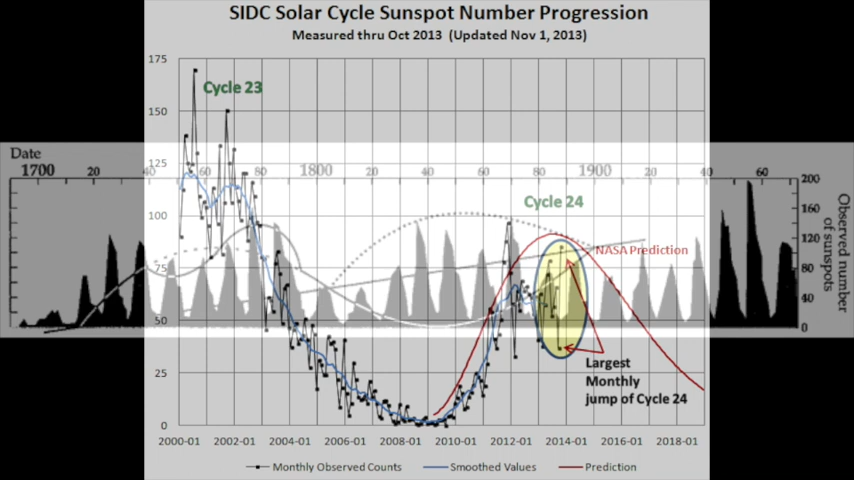 SIDC Solar Cycle Sunspot Number Progression
Measured thru Oct 2013 (Updated Nov 1, 2013)
175
Cycle 23
150
Date
1700 20 40 60 80 1800 20 40 60 80 1900 20 40 60
125
200
160
120
80
40
0
Observed number
of sunspots
Cycle 24
100
NASA Prediction
75
50
Largest
Monthly
jump of Cycle 24
25
0
2000-01 2002-01 2004-01 2006-01 2008-01 2010-01 2012-01 2014-01 2016-01 2018-01
Monthly Observed Counts Smoothed Values Prediction